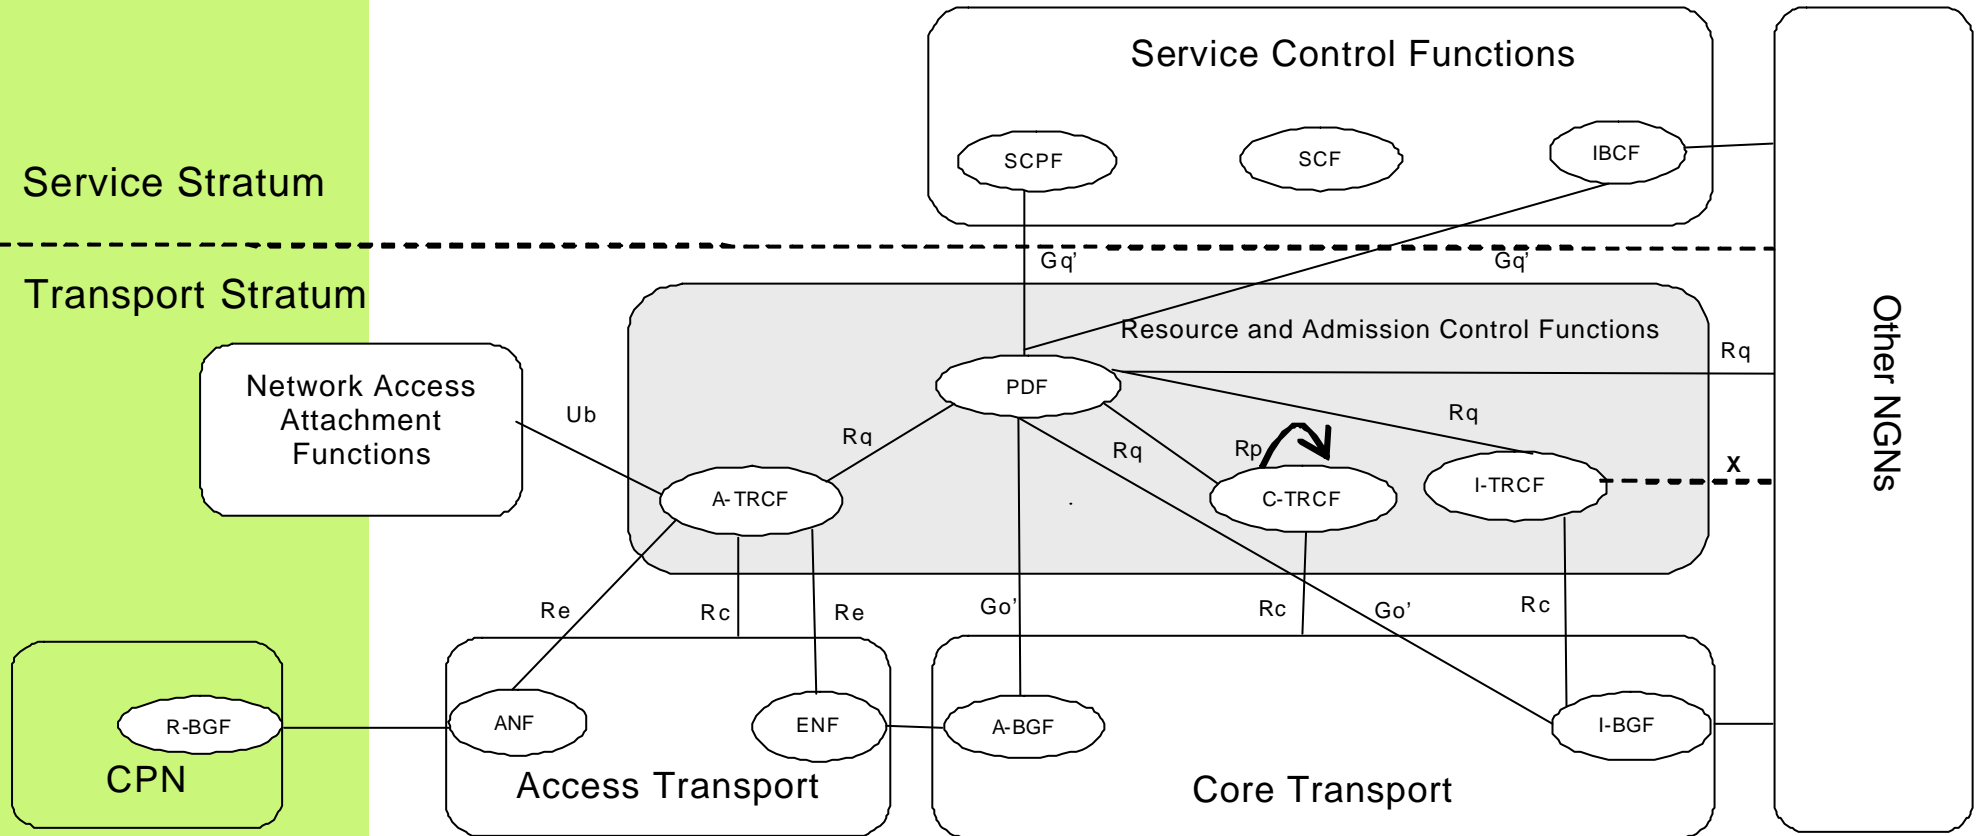 Service Control Functions
SCPF
SCF
IBCF
Service Stratum
Gq’
Gq’
Transport Stratum
Resource and Admission Control Functions
Rq
Other NGNs
Network Access
Attachment
Functions
Ub
PDF
Rq
Rq
Rp
Rq
X
A-TRCF
C-TRCF
I-TRCF
Re
Rc
Re
Go’
Rc
Go’
Rc
R-BGF
ANF
ENF
A-BGF
I-BGF
CPN
Access Transport
Core Transport